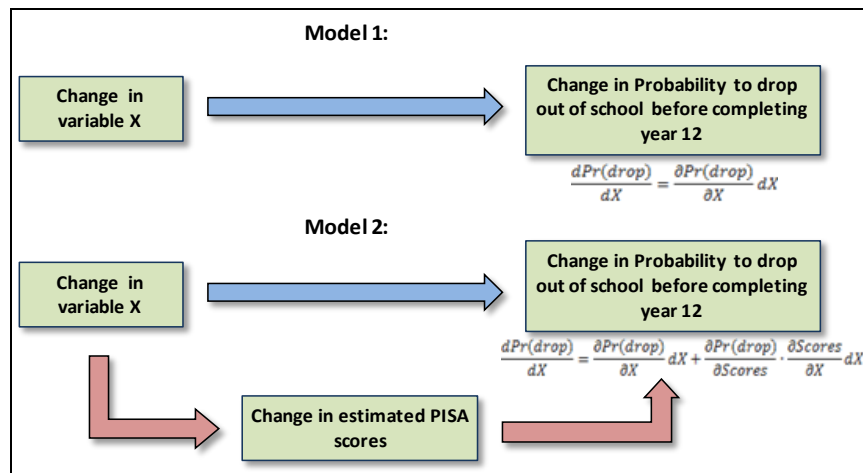 Model 1:
Change in
variable X
Change in Probability to drop
out of school before completing
year 12
dPr(drop)/dX = ∂Pr(drop)/∂X dX
Model 2:
Change in
variable X
Change in Probability to drop
out of school before completing
year 12
dPr(drop)/dX = ∂Pr(drop)/∂X dX + ∂Pr(drop)/∂Scores · ∂Scores/∂X dX
Change in estimated PISA
scores